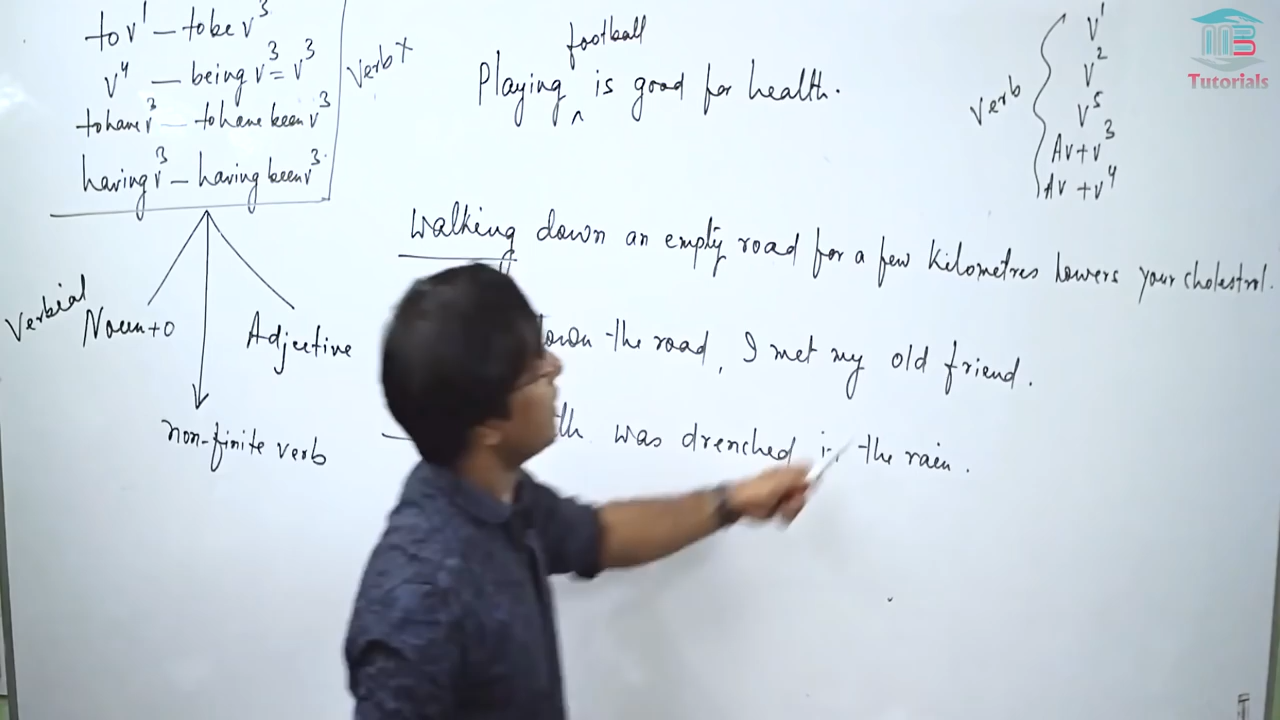 to v1 – to be v3
v4 – being v3 = v3
to have v3 – to have been v3
having v3 – having been v3
verb x
football
Playing ^ is good for health.
verb
v1
v2
v5
Av + v3
Av + v4
MB
Tutorials
Walking down an empty road for a few kilometres lowers your cholestrol.
down the road, I met my old friend.
was drenched in the rain.
Verbial
Noun + O
Adjective
non-finite verb